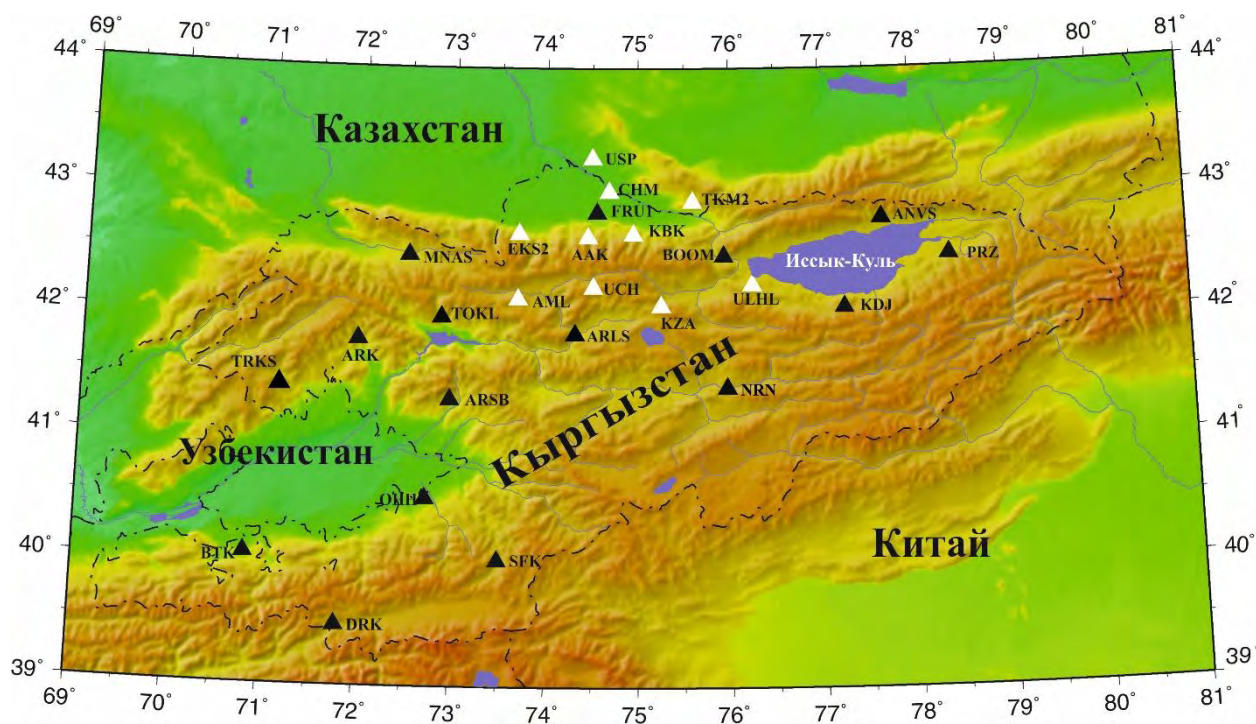 69° 70° 71° 72° 73° 74° 75° 76° 77° 78° 79° 80° 81°
44° 44°
Казахстан
43° 43°
USP
CHM
TKM2
FRU1
ANVS
EKS2
AAK
KBK
MNAS
BOOM
PRZ
Иссык-Куль
42° 42°
AML
UCH
ULHL
KDJ
TOKL
KZA
ARLS
ARK
TRKS
NRN
ARSB
41° 41°
Кыргызстан
Узбекистан
40° 40°
Китай
BTK
SFK
DRK
39° 39°
69° 70° 71° 72° 73° 74° 75° 76° 77° 78° 79° 80° 81°